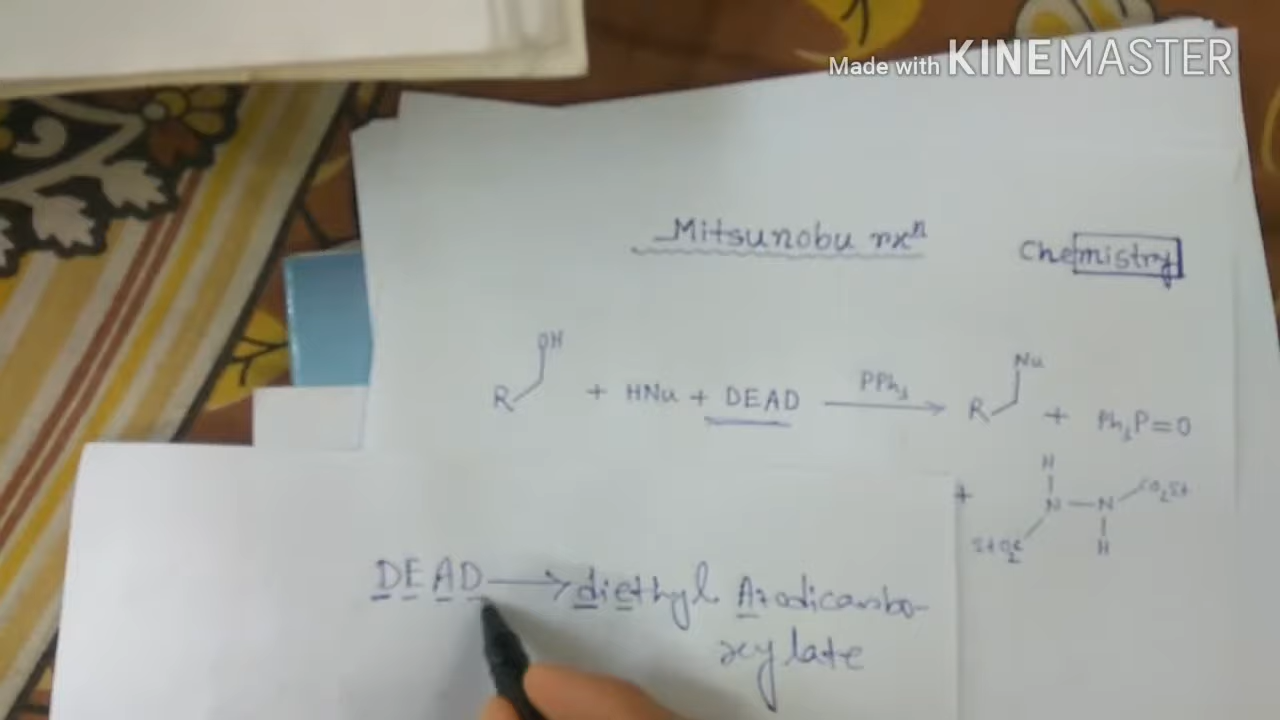 Made with KINEMASTER
Mitsunobu rxⁿ
Chemistry
R OH + HNu + DEAD PPh₃ → R Nu + Ph₃P=O
+ EtO₂C N H — N H CO₂Et
DEAD → diethyl Azodicarbo-
xylate